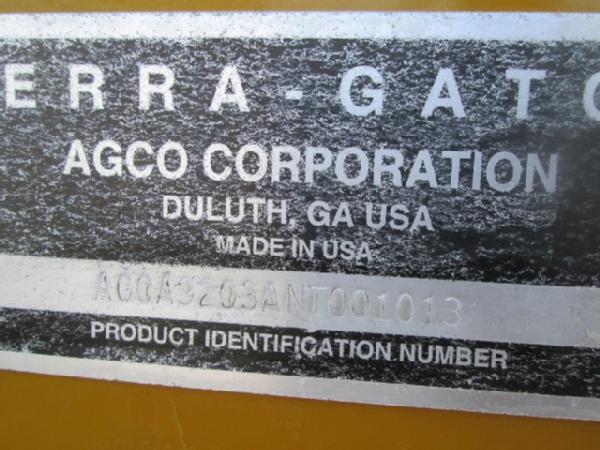 ERRA-GATO
AGCO CORPORATION
DULUTH, GA USA
MADE IN USA
AGCA3203ANT001013
PRODUCT IDENTIFICATION NUMBER